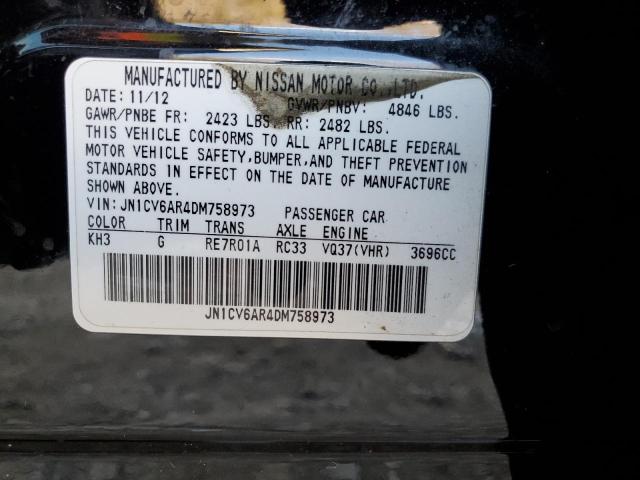 MANUFACTURED BY NISSAN MOTOR CO.,LTD.
DATE: 11/12 GVWR/PNBV: 4846 LBS.
GAWR/PNBE FR: 2423 LBS. RR: 2482 LBS.
THIS VEHICLE CONFORMS TO ALL APPLICABLE FEDERAL
MOTOR VEHICLE SAFETY,BUMPER,AND THEFT PREVENTION
STANDARDS IN EFFECT ON THE DATE OF MANUFACTURE
SHOWN ABOVE.
VIN:JN1CV6AR4DM758973 PASSENGER CAR
COLOR TRIM TRANS AXLE ENGINE
KH3 G RE7R01A RC33 VQ37(VHR) 3696CC
JN1CV6AR4DM758973